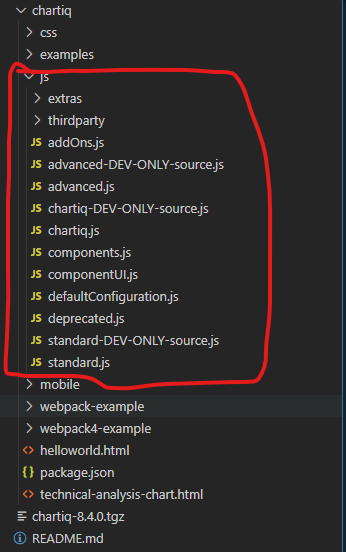 chartiq
css
examples
js
extras
thirdparty
JS addOns.js
JS advanced-DEV-ONLY-source.js
JS advanced.js
JS chartiq-DEV-ONLY-source.js
JS chartiq.js
JS components.js
JS componentUI.js
JS defaultConfiguration.js
JS deprecated.js
JS standard-DEV-ONLY-source.js
JS standard.js
mobile
webpack-example
webpack4-example
<> helloworld.html
{} package.json
<> technical-analysis-chart.html
chartiq-8.4.0.tgz
README.md